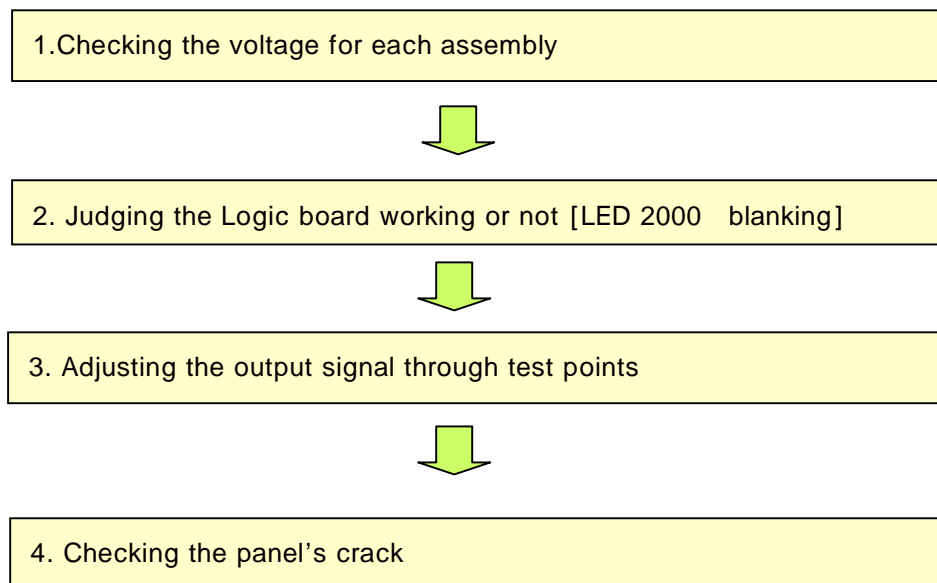 1.Checking the voltage for each assembly
2. Judging the Logic board working or not [LED 2000 blanking]
3. Adjusting the output signal through test points
4. Checking the panel's crack